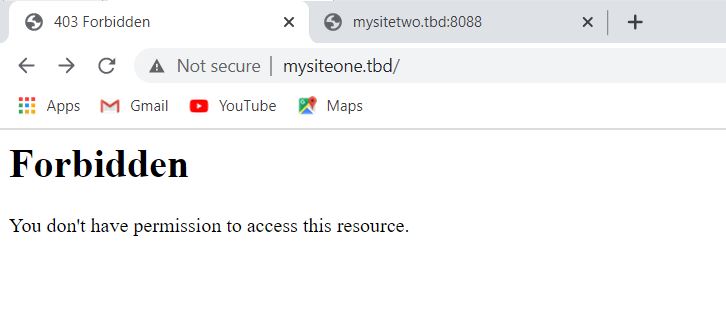 403 Forbidden
mysitetwo.tbd:8088
Not secure | mysiteone.tbd/
Apps Gmail YouTube Maps
Forbidden
You don't have permission to access this resource.